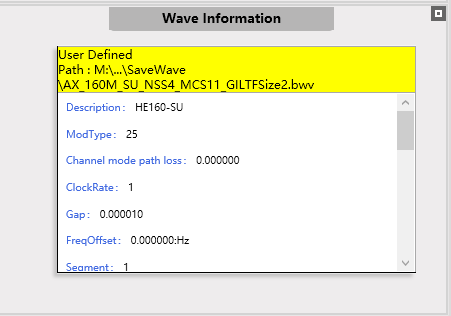 Wave Information
User Defined
Path : M:\...\SaveWave
\AX_160M_SU_NSS4_MCS11_GILTFSize2.bwv
Description: HE160-SU
ModType: 25
Channel mode path loss: 0.000000
ClockRate: 1
Gap: 0.000010
FreqOffset: 0.000000:Hz
Segment: 1